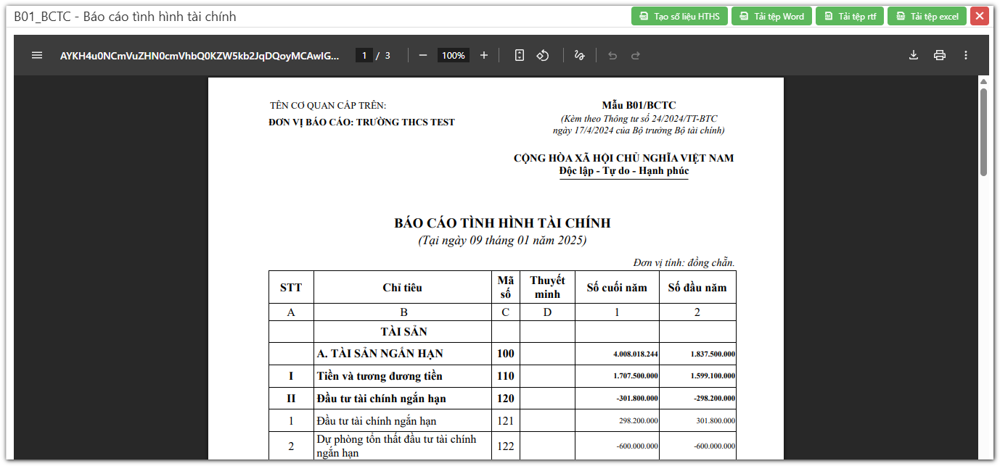 B01_BCTC - Báo cáo tình hình tài chính
Tạo số liệu HTHS
Tải tệp Word
Tải tệp rtf
Tải tệp excel
AYKH4u0NCmVuZHN0cmVhbQ0KZW5kb2JqDQoyMCAwIG...
1 / 3
100%
TÊN CƠ QUAN CẤP TRÊN:
ĐƠN VỊ BÁO CÁO: TRƯỜNG THCS TEST
Mẫu B01/BCTC
(Kèm theo Thông tư số 24/2024/TT-BTC
ngày 17/4/2024 của Bộ trưởng Bộ tài chính)
CỘNG HÒA XÃ HỘI CHỦ NGHĨA VIỆT NAM
Độc lập - Tự do - Hạnh phúc
BÁO CÁO TÌNH HÌNH TÀI CHÍNH
(Tại ngày 09 tháng 01 năm 2025)
Đơn vị tính: đồng chẵn.
STT Chỉ tiêu Mã số Thuyết minh Số cuối năm Số đầu năm
A B C D 1 2
TÀI SẢN
A. TÀI SẢN NGẮN HẠN 100 4.008.018.244 1.837.500.000
I Tiền và tương đương tiền 110 1.707.500.000 1.599.100.000
II Đầu tư tài chính ngắn hạn 120 -301.800.000 -298.200.000
1 Đầu tư tài chính ngắn hạn 121 298.200.000 301.800.000
2 Dự phòng tổn thất đầu tư tài chính ngắn hạn 122 -600.000.000 -600.000.000